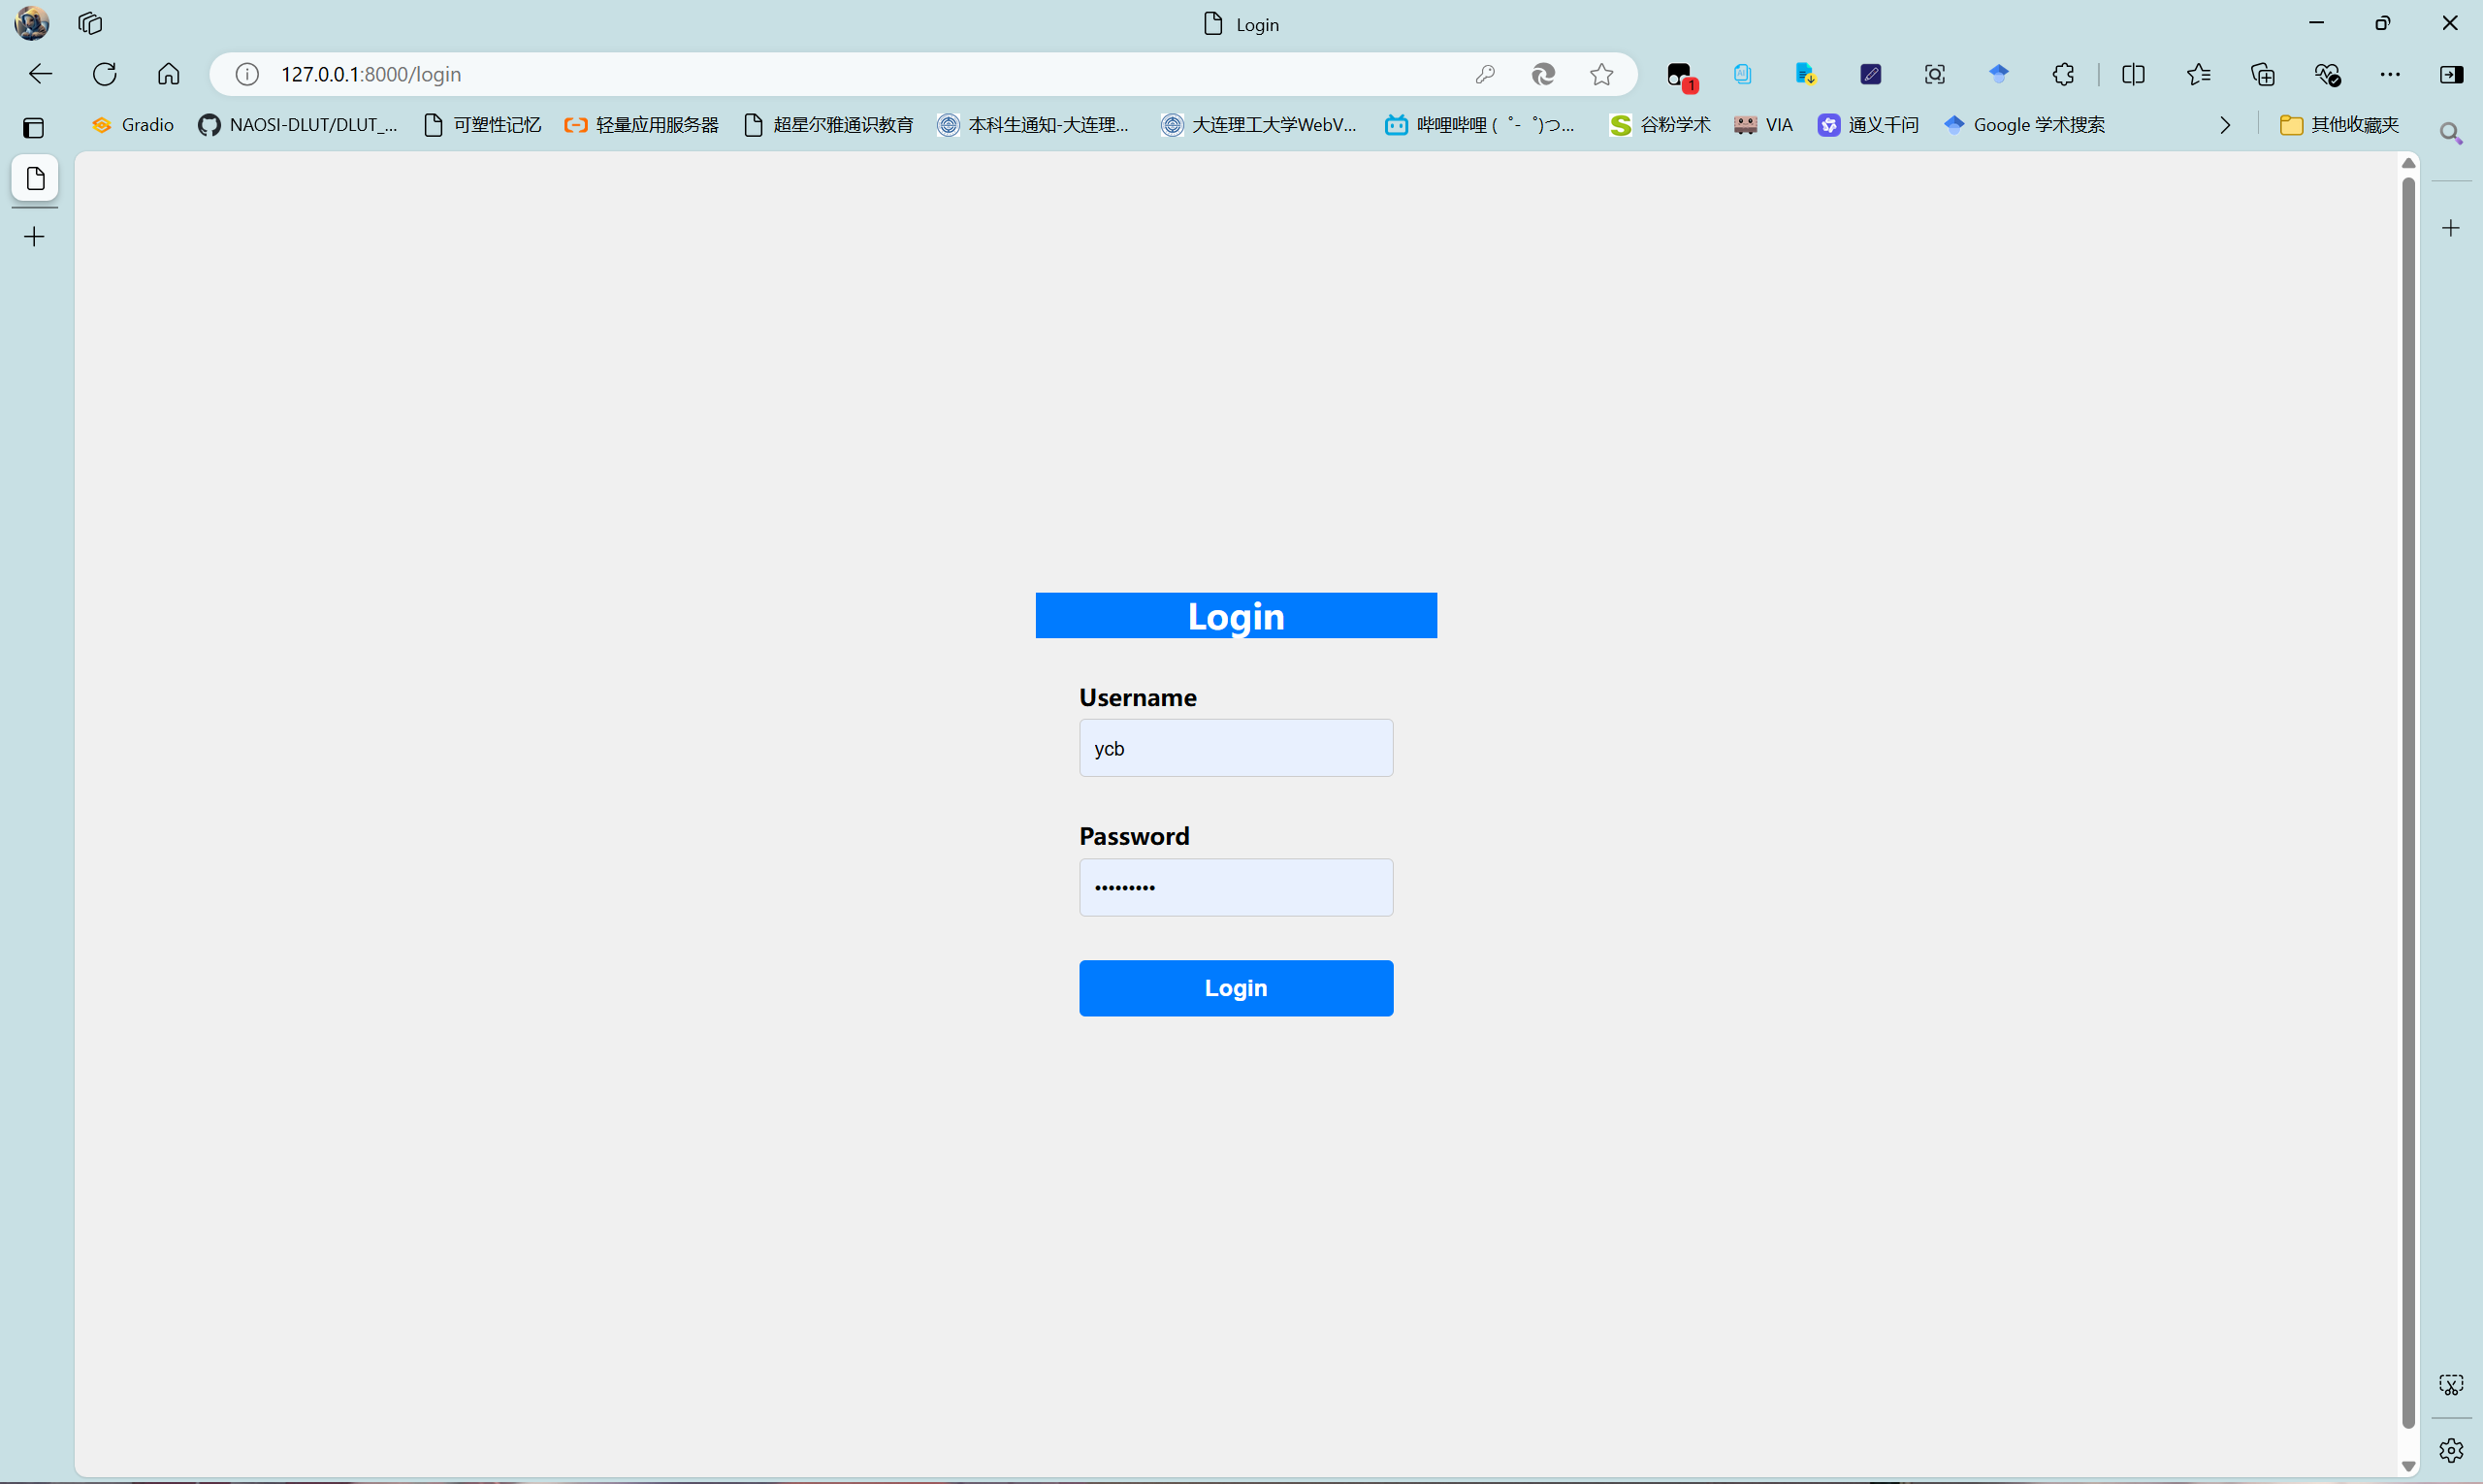 Login
127.0.0.1:8000/login
1
Gradio
NAOSI-DLUT/DLUT_...
可塑性记忆
轻量应用服务器
超星尔雅通识教育
本科生通知-大连理...
大连理工大学WebV...
哔哩哔哩 ( ゜- ゜)つ...
谷粉学术
VIA
通义千问
Google 学术搜索
其他收藏夹
Login
Username
ycb
Password
•••••••••
Login